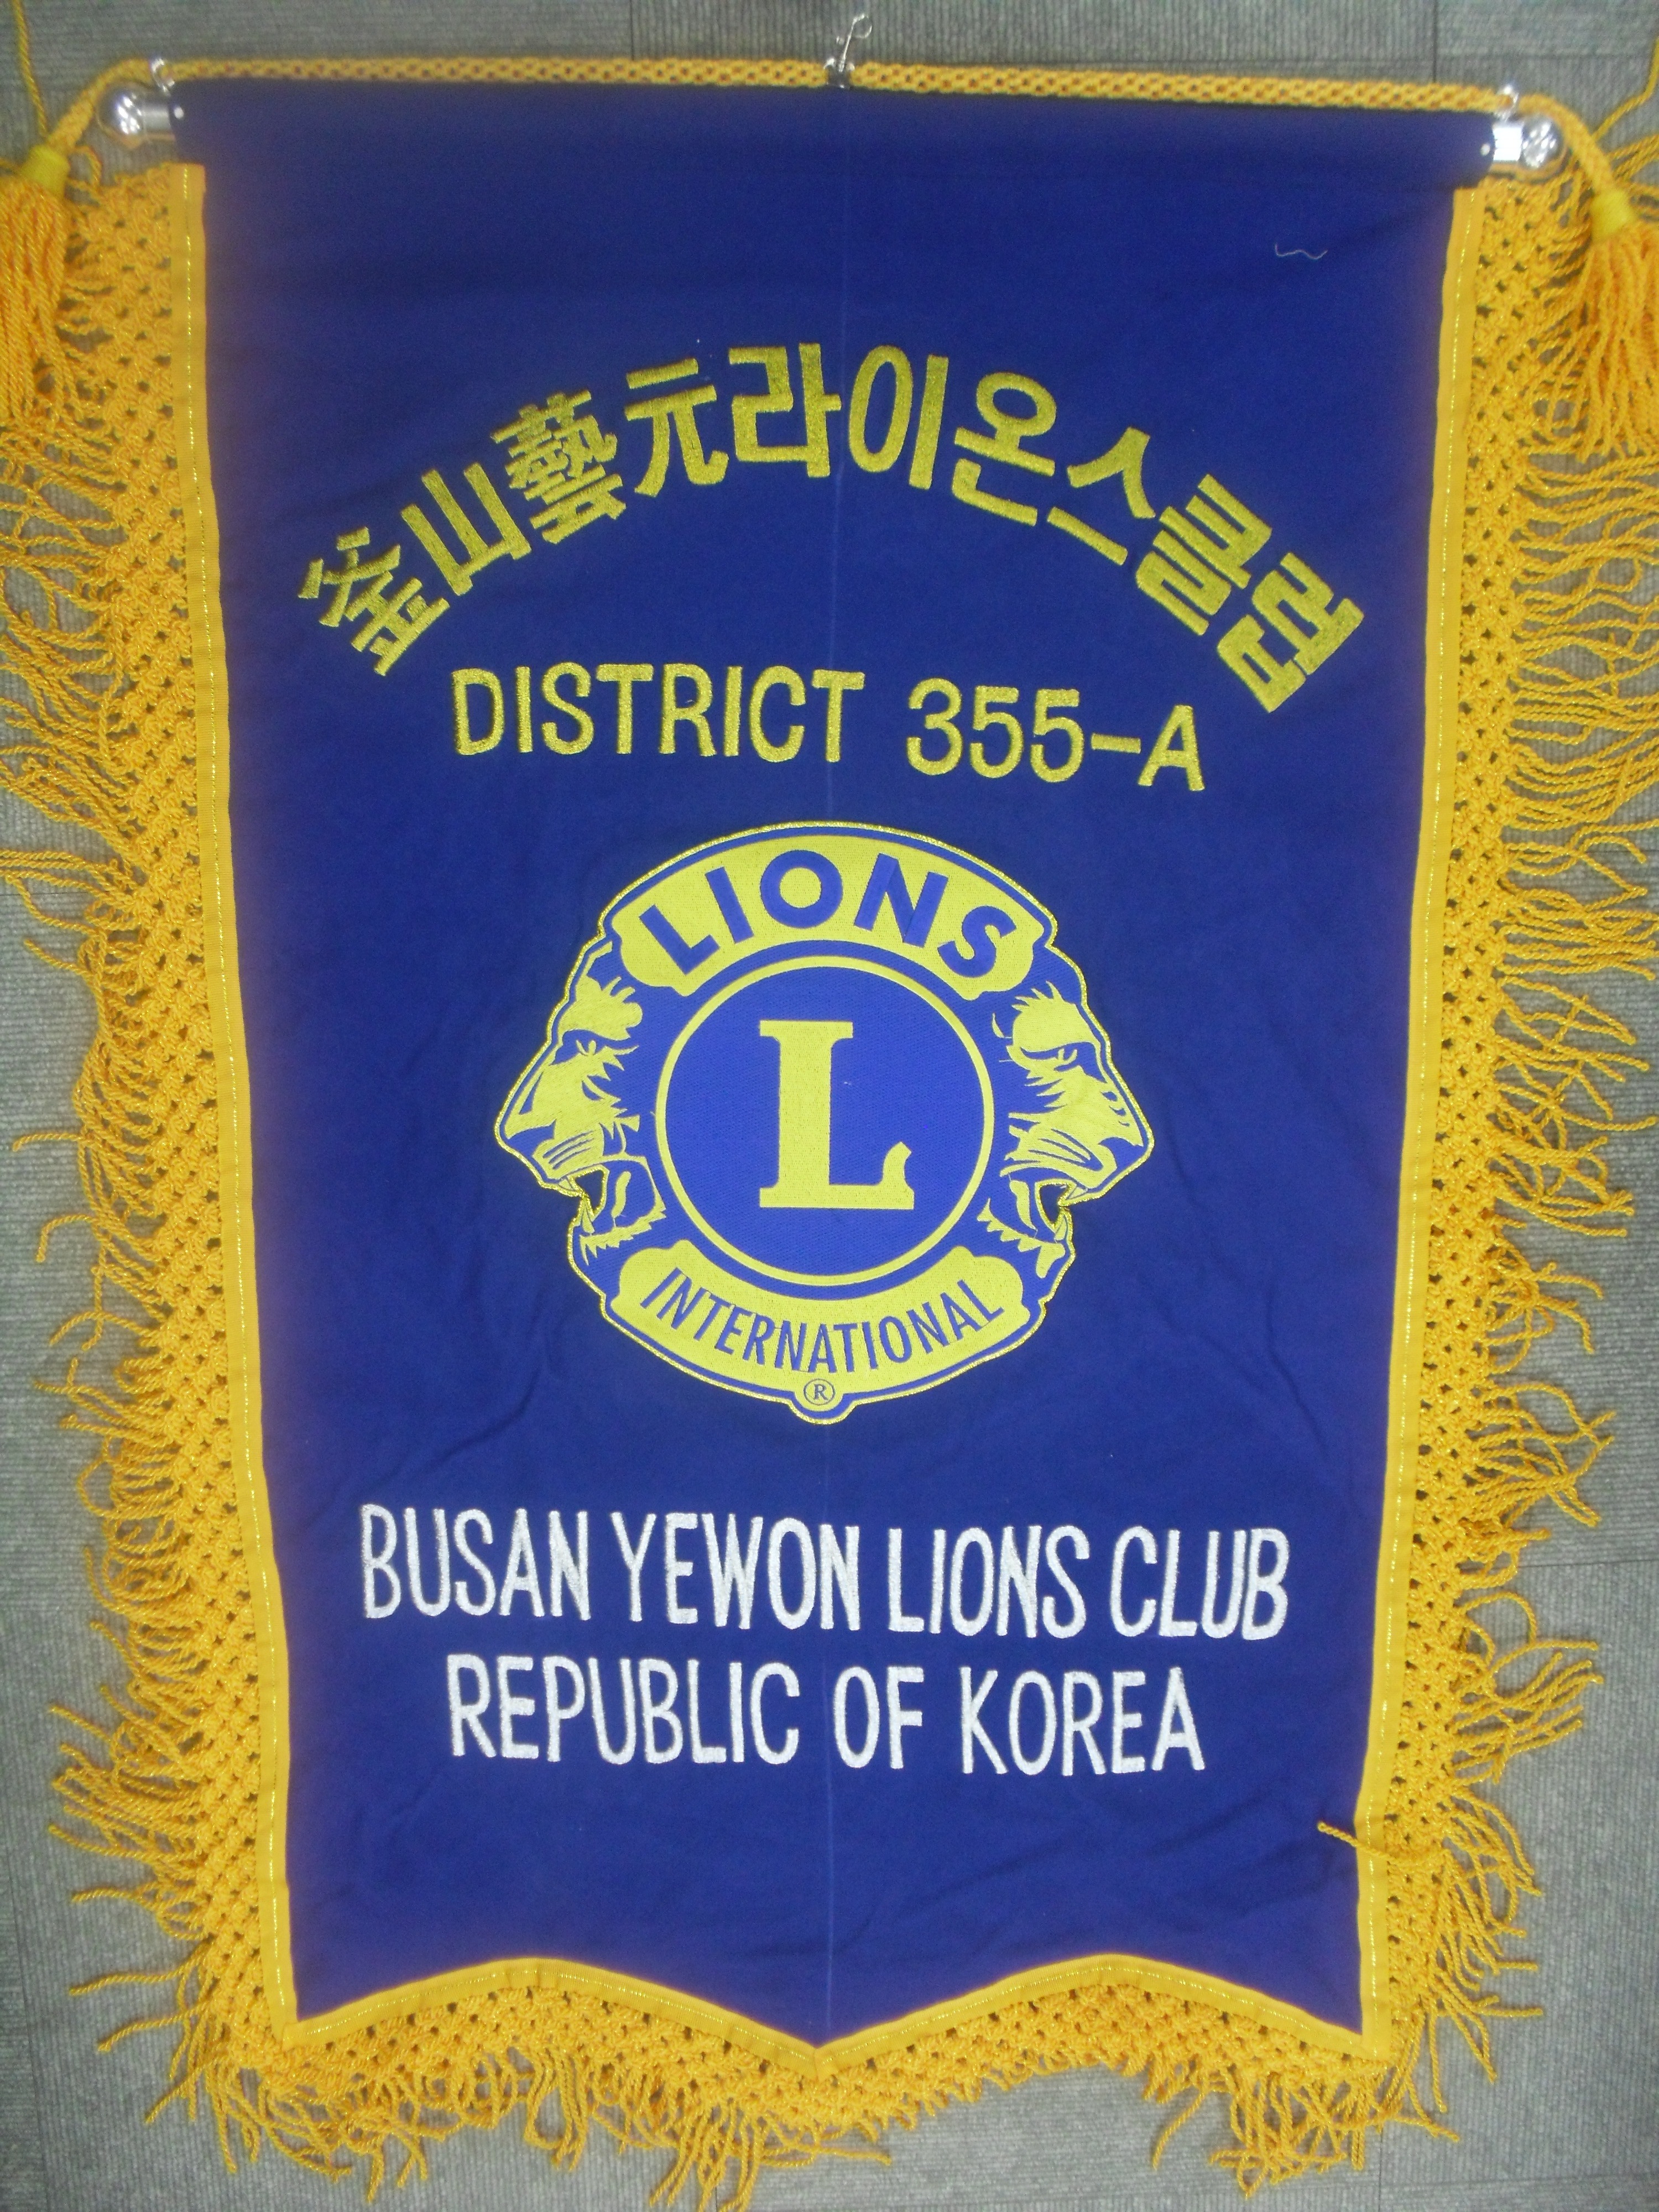 釜山藝元라이온스클럽
DISTRICT 355-A
LIONS
L
INTERNATIONAL
®
BUSAN YEWON LIONS CLUB
REPUBLIC OF KOREA